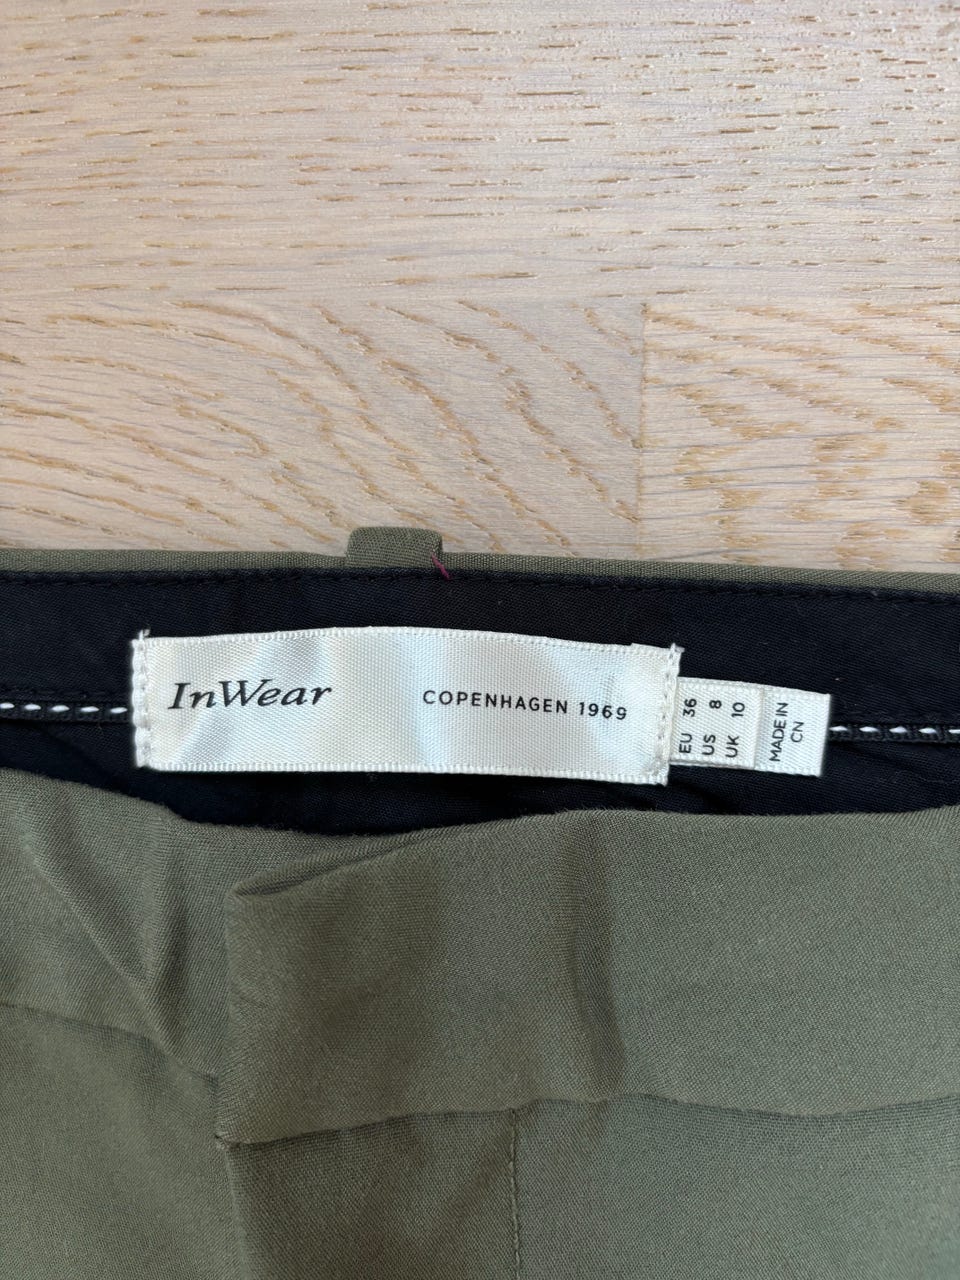 InWear
COPENHAGEN 1969
EU 36
US 8
UK 10
MADE IN
CN